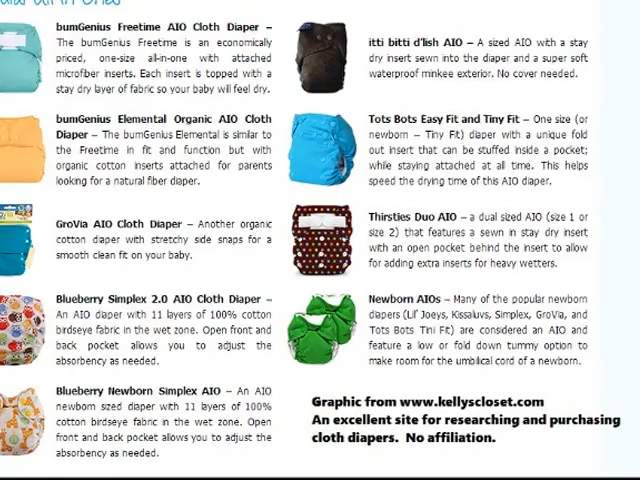 bumGenius Freetime AIO Cloth Diaper –
The bumGenius Freetime is an economically
priced, one-size all-in-one with attached
microfiber inserts. Each insert is topped with a
stay dry layer of fabric so your baby will feel dry.
bumGenius Elemental Organic AIO Cloth
Diaper – The bumGenius Elemental is similar to
the Freetime in fit and function but with
organic cotton inserts attached for parents
looking for a natural fiber diaper.
GroVia AIO Cloth Diaper – Another organic
cotton diaper with stretchy side snaps for a
smooth clean fit on your baby.
Blueberry Simplex 2.0 AIO Cloth Diaper –
An AIO diaper with 11 layers of 100% cotton
birdseye fabric in the wet zone. Open front and
back pocket allows you to adjust the
absorbency as needed.
Blueberry Newborn Simplex AIO – An AIO
newborn sized diaper with 11 layers of 100%
cotton birdseye fabric in the wet zone. Open
front and back pocket allows you to adjust the
absorbency as needed.
itti bitti d'lish AIO – A sized AIO with a stay
dry insert sewn into the diaper and a super soft
waterproof minkee exterior. No cover needed.
Tots Bots Easy Fit and Tiny Fit – One size (or
newborn – Tiny Fit) diaper with a unique fold
out insert that can be stuffed inside a pocket;
while staying attached at all time. This helps
speed the drying time of this AIO diaper.
Thirsties Duo AIO – a dual sized AIO (size 1 or
size 2) that features a sewn in stay dry insert
with an open pocket behind the insert to allow
for adding extra inserts for heavy wetters.
Newborn AIOs – Many of the popular newborn
diapers (Lil' Joeys, Kissaluvs, Simplex, GroVia, and
Tots Bots Tini Fit) are considered an AIO and
feature a low or fold down tummy option to
make room for the umbilical cord of a newborn.
Graphic from www.kellyscloset.com
An excellent site for researching and purchasing
cloth diapers. No affiliation.